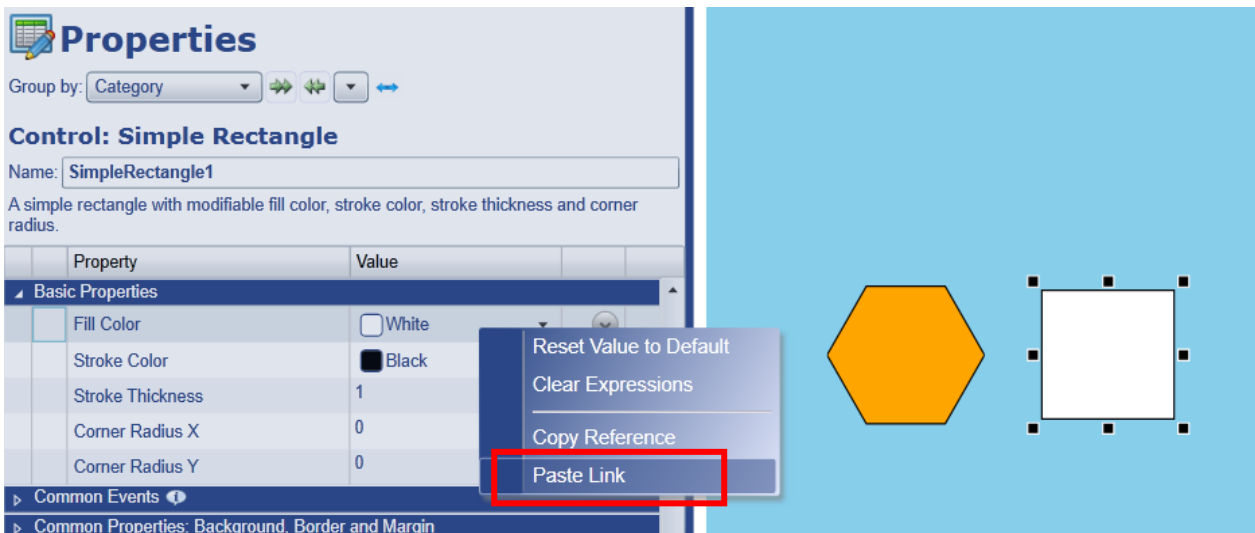 Properties
Group by: Category
Control: Simple Rectangle
Name: SimpleRectangle1
A simple rectangle with modifiable fill color, stroke color, stroke thickness and corner
radius.
Property Value
Basic Properties
Fill Color White
Stroke Color Black
Stroke Thickness 1
Corner Radius X 0
Corner Radius Y 0
Common Events
Common Properties: Background, Border and Margin
Reset Value to Default
Clear Expressions
Copy Reference
Paste Link